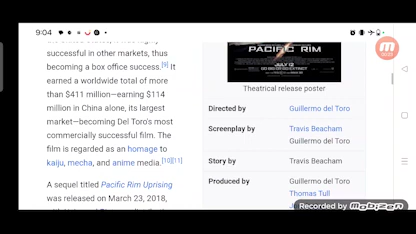 9:04
successful in other markets, thus
becoming a box office success.[9] It
earned a worldwide total of more
than $411 million—earning $114
million in China alone, its largest
market—becoming Del Toro's most
commercially successful film. The
film is regarded as an homage to
kaiju, mecha, and anime media.[10][11]
A sequel titled Pacific Rim Uprising
was released on March 23, 2018,
PACIFIC RIM
JULY 12
Theatrical release poster
Directed by
Guillermo del Toro
Screenplay by
Travis Beacham
Guillermo del Toro
Story by
Travis Beacham
Produced by
Guillermo del Toro
Thomas Tull
Recorded by Mobizen